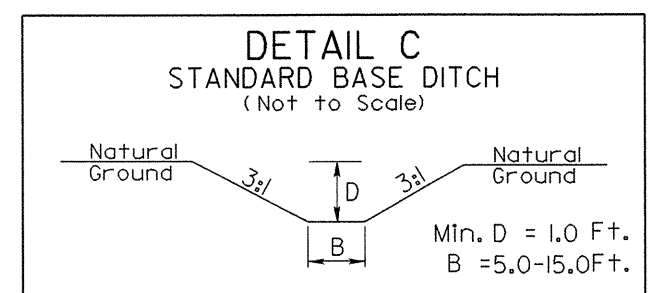 DETAIL C
STANDARD BASE DITCH
(Not to Scale)
Natural
Ground
3:1
D
3:1
Natural
Ground
B
Min. D = 1.0 Ft.
B =5.0-15.0Ft.